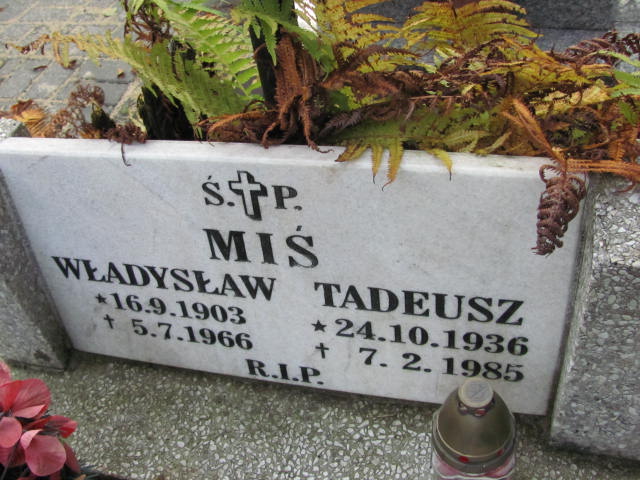 Ś.✝P.
MIŚ
WŁADYSŁAW
★16.9.1903
✝ 5.7.1966
TADEUSZ
★24.10.1936
✝ 7.2.1985
R.I.P.